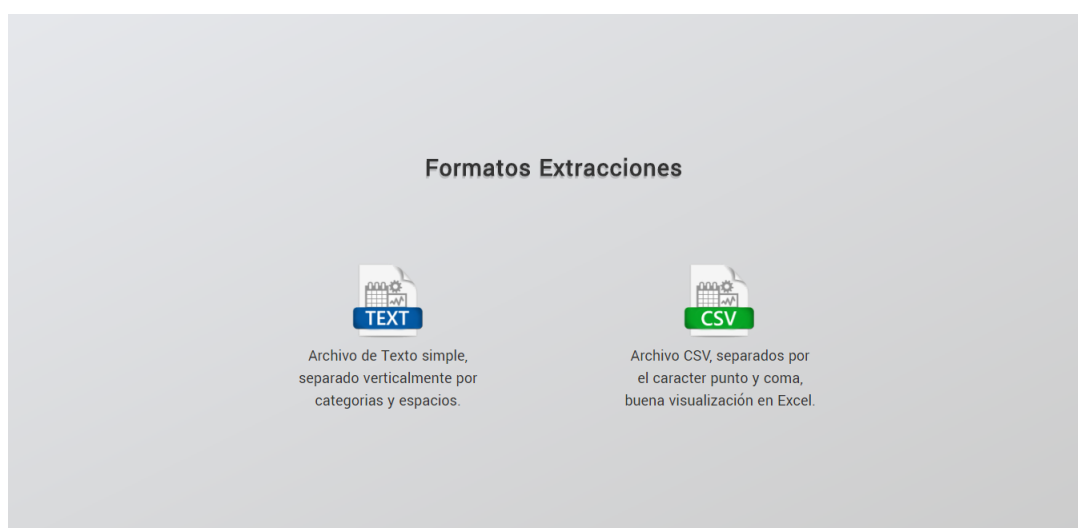 Formatos Extracciones
TEXT
Archivo de Texto simple,
separado verticalmente por
categorias y espacios.
CSV
Archivo CSV, separados por
el caracter punto y coma,
buena visualización en Excel.